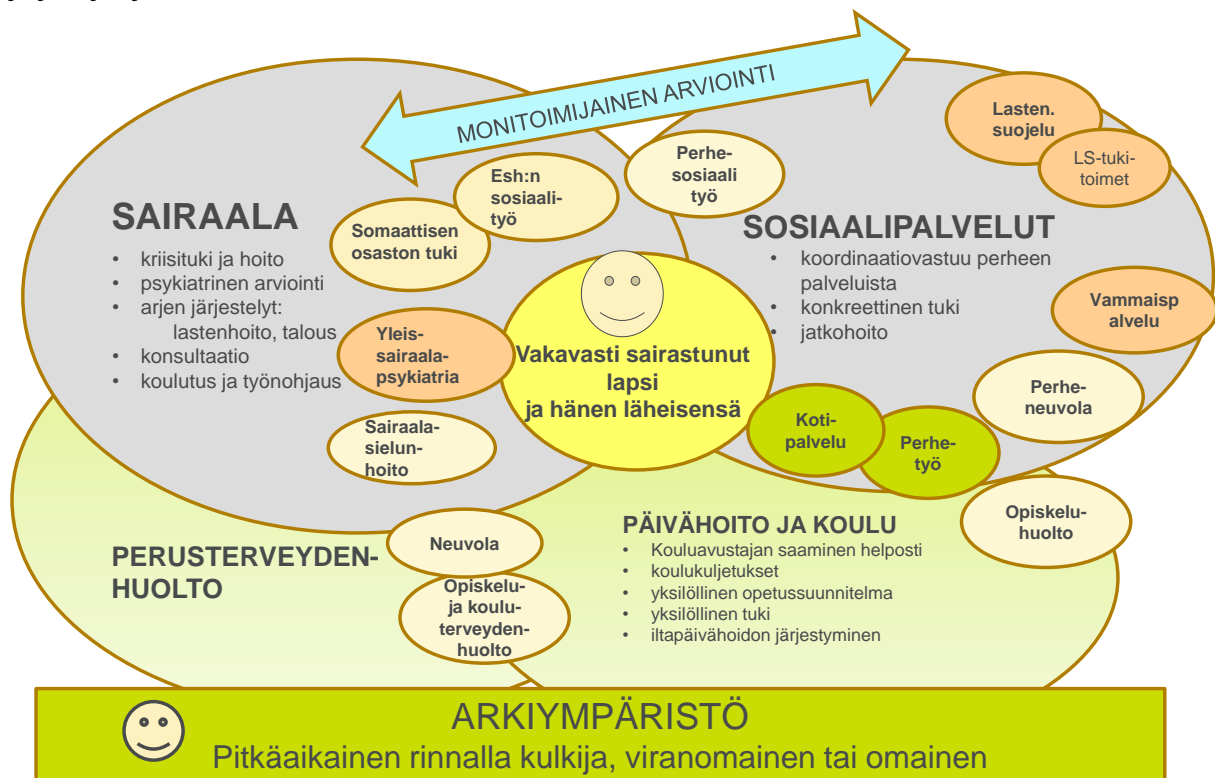 MONITOIMIJAINEN ARVIOINTI
Lasten.
suojelu
LS-tuki-
toimet
Perhe-
sosiaali
työ
Esh:n
sosiaali-
työ
Somaattisen
osaston tuki
SAIRAALA
• kriisituki ja hoito
• psykiatrinen arviointi
• arjen järjestelyt:
lastenhoito, talous
• konsultaatio
• koulutus ja työnohjaus
Yleis-
sairaala-
psykiatria
Sairaala-
sielun-
hoito
SOSIAALIPALVELUT
• koordinaatiovastuu perheen
palveluista
• konkreettinen tuki
• jatkohoito
Vammaisp
alvelu
Perhe-
neuvola
Vakavasti sairastunut
lapsi
ja hänen läheisensä
Koti-
palvelu
Perhe-
työ
Opiskelu-
huolto
PERUSTERVEYDEN-
HUOLTO
Neuvola
Opiskelu-
ja koulu-
terveyden-
huolto
PÄIVÄHOITO JA KOULU
• Kouluavustajan saaminen helposti
• koulukuljetukset
• yksilöllinen opetussuunnitelma
• yksilöllinen tuki
• iltapäivähoidon järjestyminen
ARKIYMPÄRISTÖ
Pitkäaikainen rinnalla kulkija, viranomainen tai omainen